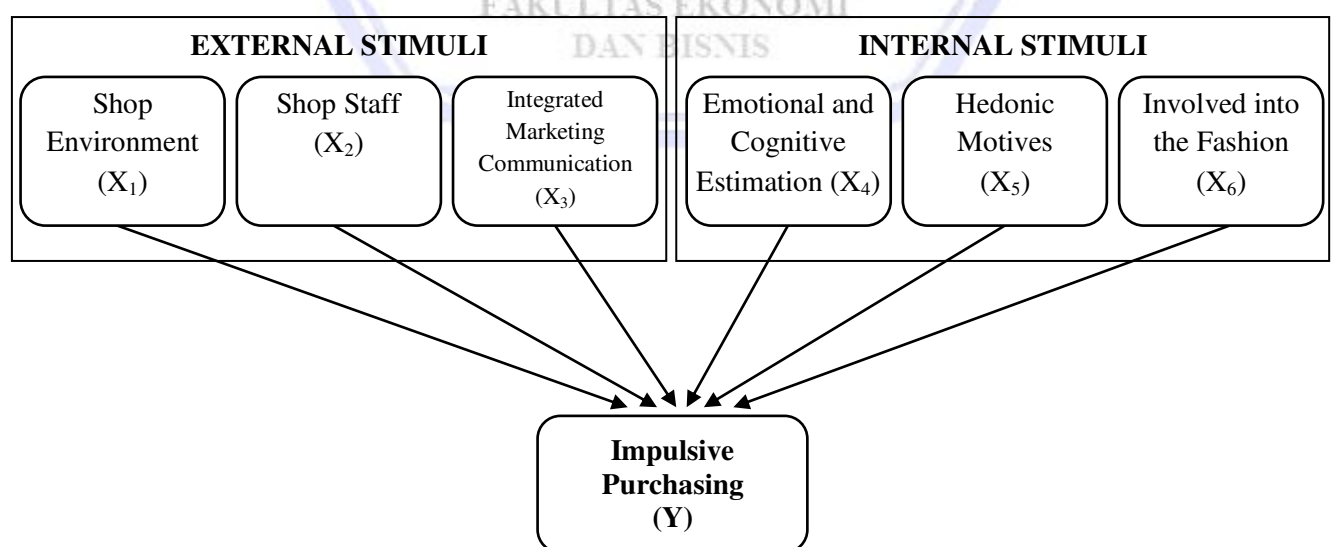 FAKULTAS EKONOMI
DAN BISNIS
EXTERNAL STIMULI
Shop
Environment
(X₁)
Shop Staff
(X₂)
Integrated
Marketing
Communication
(X₃)
INTERNAL STIMULI
Emotional and
Cognitive
Estimation (X₄)
Hedonic
Motives
(X₅)
Involved into
the Fashion
(X₆)
Impulsive
Purchasing
(Y)